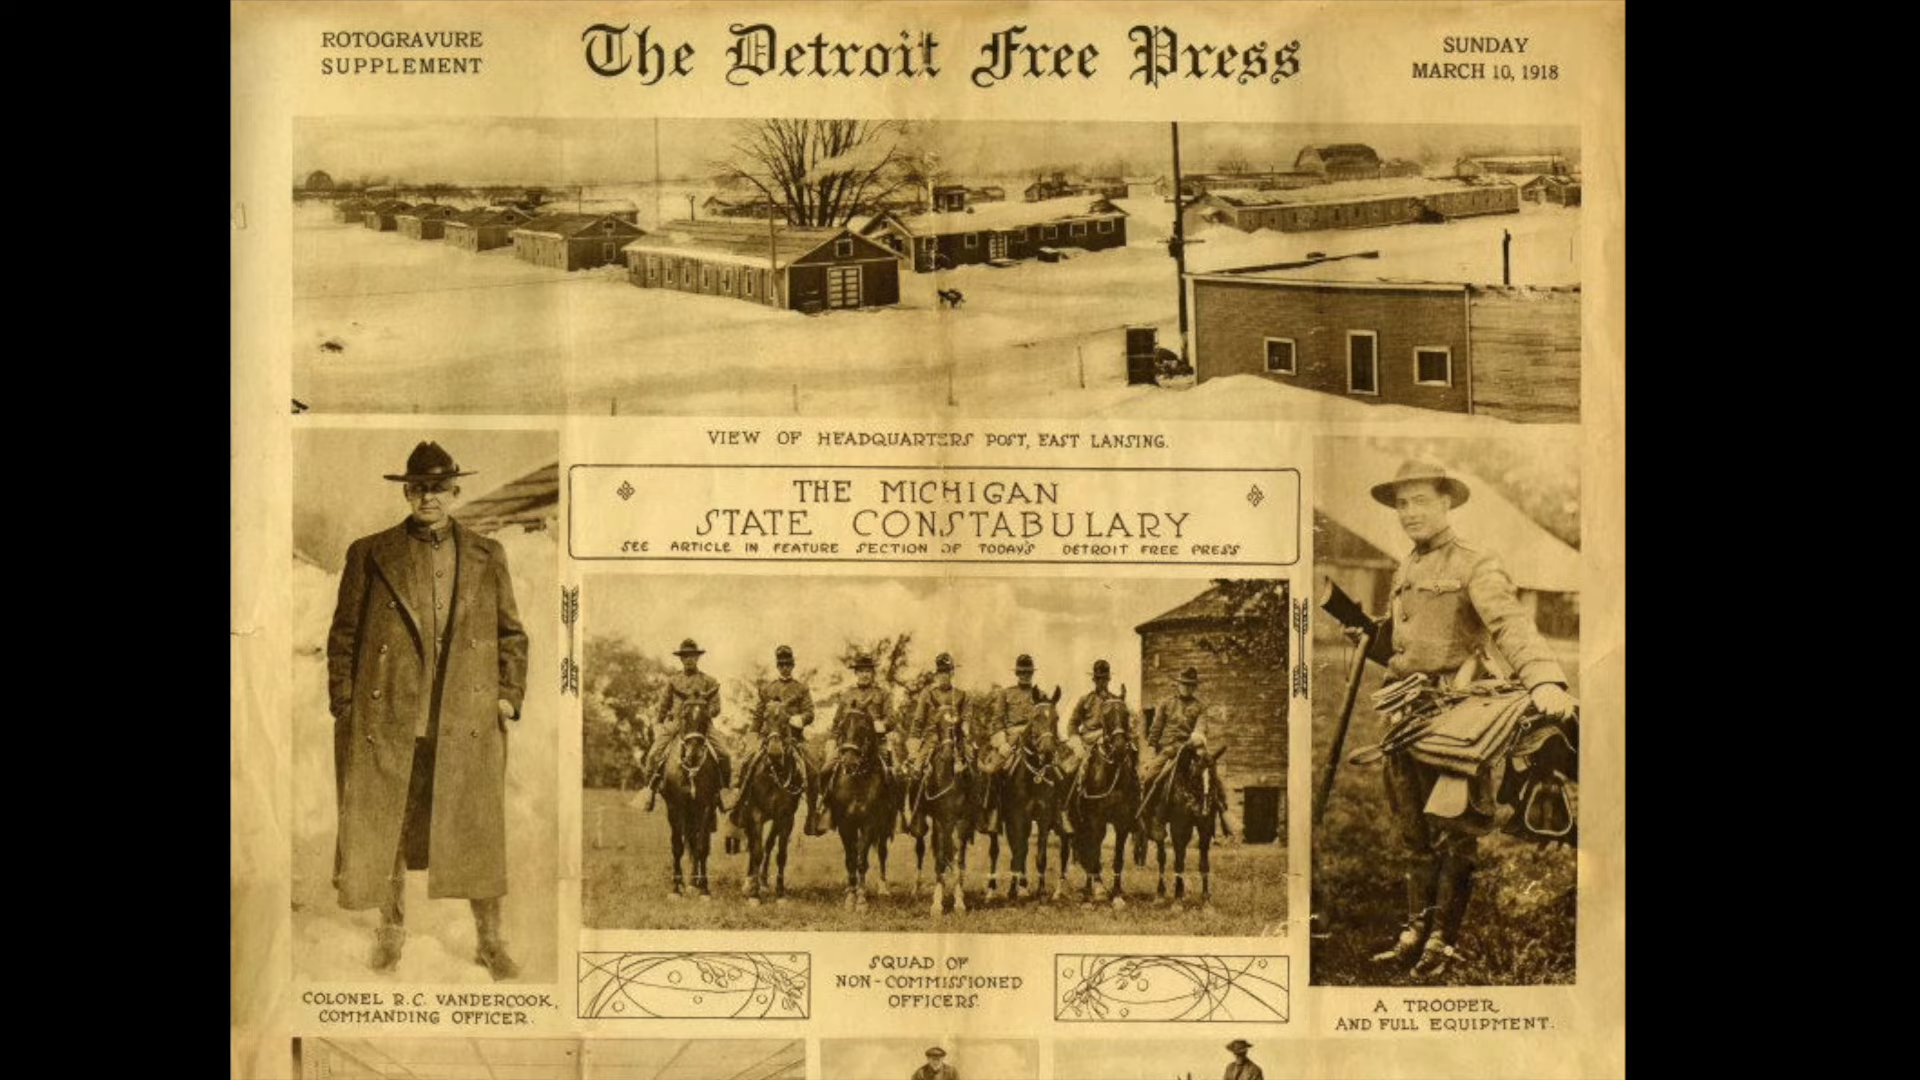 ROTOGRAVURE
SUPPLEMENT
The Detroit Free Press
SUNDAY
MARCH 10, 1918
VIEW OF HEADQUARTERS POST, EAST LANSING.
THE MICHIGAN
STATE CONSTABULARY
SEE ARTICLE IN FEATURE SECTION OF TODAY'S DETROIT FREE PRESS
SQUAD OF
NON-COMMISSIONED
OFFICERS.
COLONEL R.C. VANDERCOOK,
COMMANDING OFFICER.
A TROOPER
AND FULL EQUIPMENT.